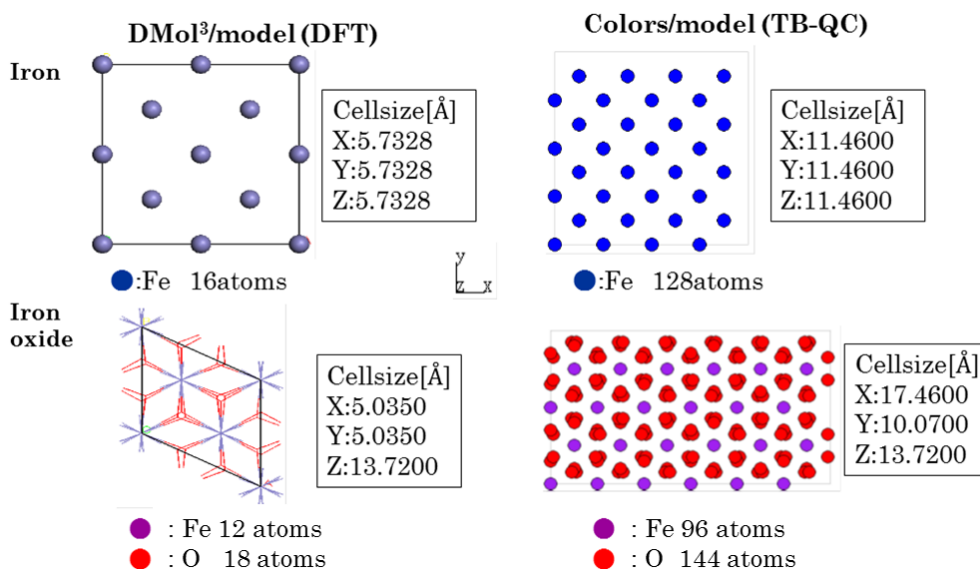 DMol³/model (DFT)
Colors/model (TB-QC)
Iron
Cellsize[Å]
X:5.7328
Y:5.7328
Z:5.7328
Cellsize[Å]
X:11.4600
Y:11.4600
Z:11.4600
:Fe 16atoms
y
Z X
:Fe 128atoms
Iron
oxide
Cellsize[Å]
X:5.0350
Y:5.0350
Z:13.7200
Cellsize[Å]
X:17.4600
Y:10.0700
Z:13.7200
: Fe 12 atoms
: O 18 atoms
: Fe 96 atoms
: O 144 atoms